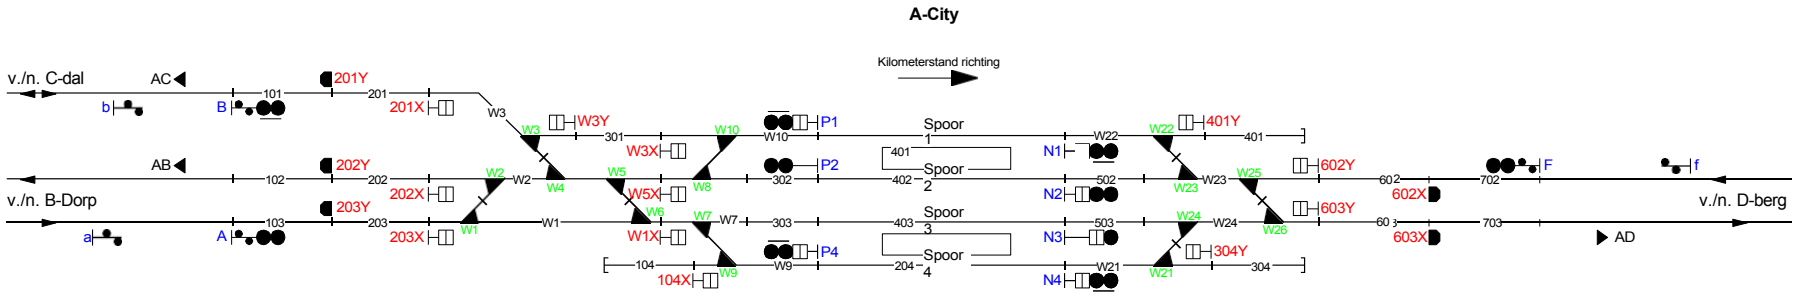 A-City
Kilometerstand richting
v./n. C-dal
AC
201Y
b
B
101
201
201X
W3
W3
W3Y
301
W3X
W10
W10
P1
Spoor
1
N1
W22
W22
401Y
401
401
AB
202Y
102
202
202X
W2
W2
W4
W5
W5X
W8
302
P2
402
Spoor
2
N2
502
W23
W23
W25
602Y
602
602X
702
F
f
v./n. B-Dorp
203Y
a
A
103
203
203X
W1
W1
W6
W1X
W7
W7
303
403
Spoor
3
N3
503
W24
W24
W26
603Y
60
603X
703
AD
v./n. D-berg
104
104X
W9
W9
P4
204
Spoor
4
N4
W21
W21
304Y
304